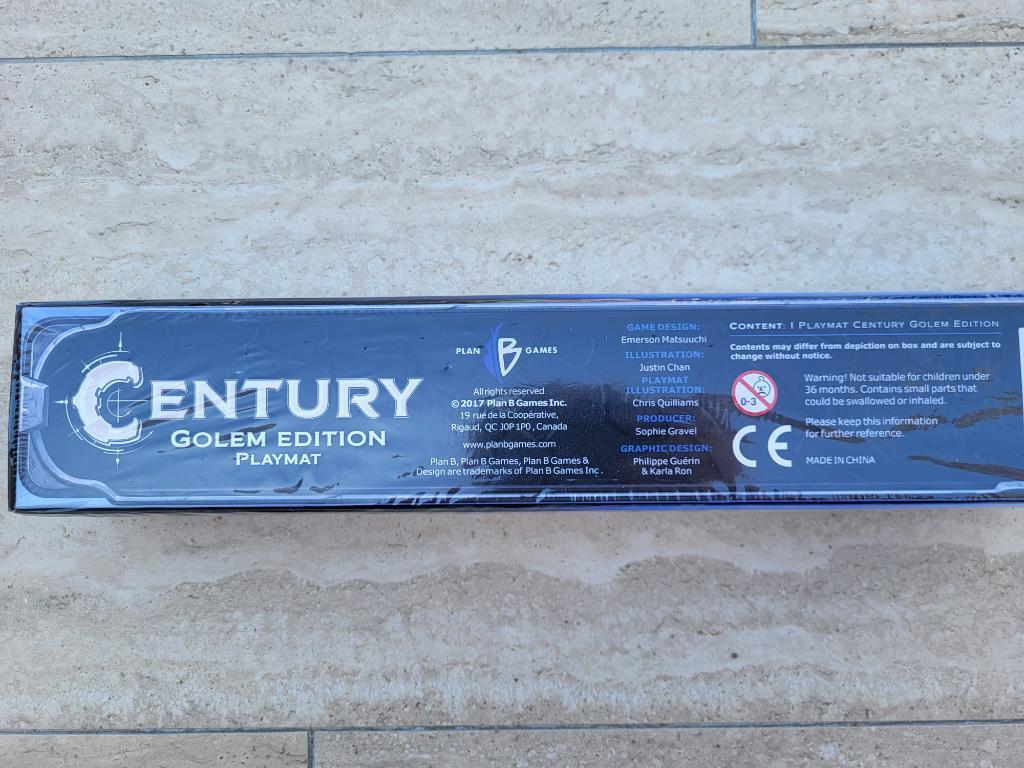 CENTURY
GOLEM EDITION
PLAYMAT
PLAN B GAMES
All rights reserved
© 2017 Plan B Games Inc.
19 rue de la Coopérative,
Rigaud, QC J0P 1P0, Canada
www.planbgames.com
Plan B, Plan B Games, Plan B Games &
Design are trademarks of Plan B Games Inc.
GAME DESIGN:
Emerson Matsuuchi
ILLUSTRATION:
Justin Chan
PLAYMAT
ILLUSTRATION:
Chris Quilliams
PRODUCER:
Sophie Gravel
GRAPHIC DESIGN:
Philippe Guérin
& Karla Ron
CONTENT: 1 PLAYMAT CENTURY GOLEM EDITION
Contents may differ from depiction on box and are subject to
change without notice.
0-3
Warning! Not suitable for children under
36 months. Contains small parts that
could be swallowed or inhaled.
Please keep this information
for further reference.
CE
MADE IN CHINA